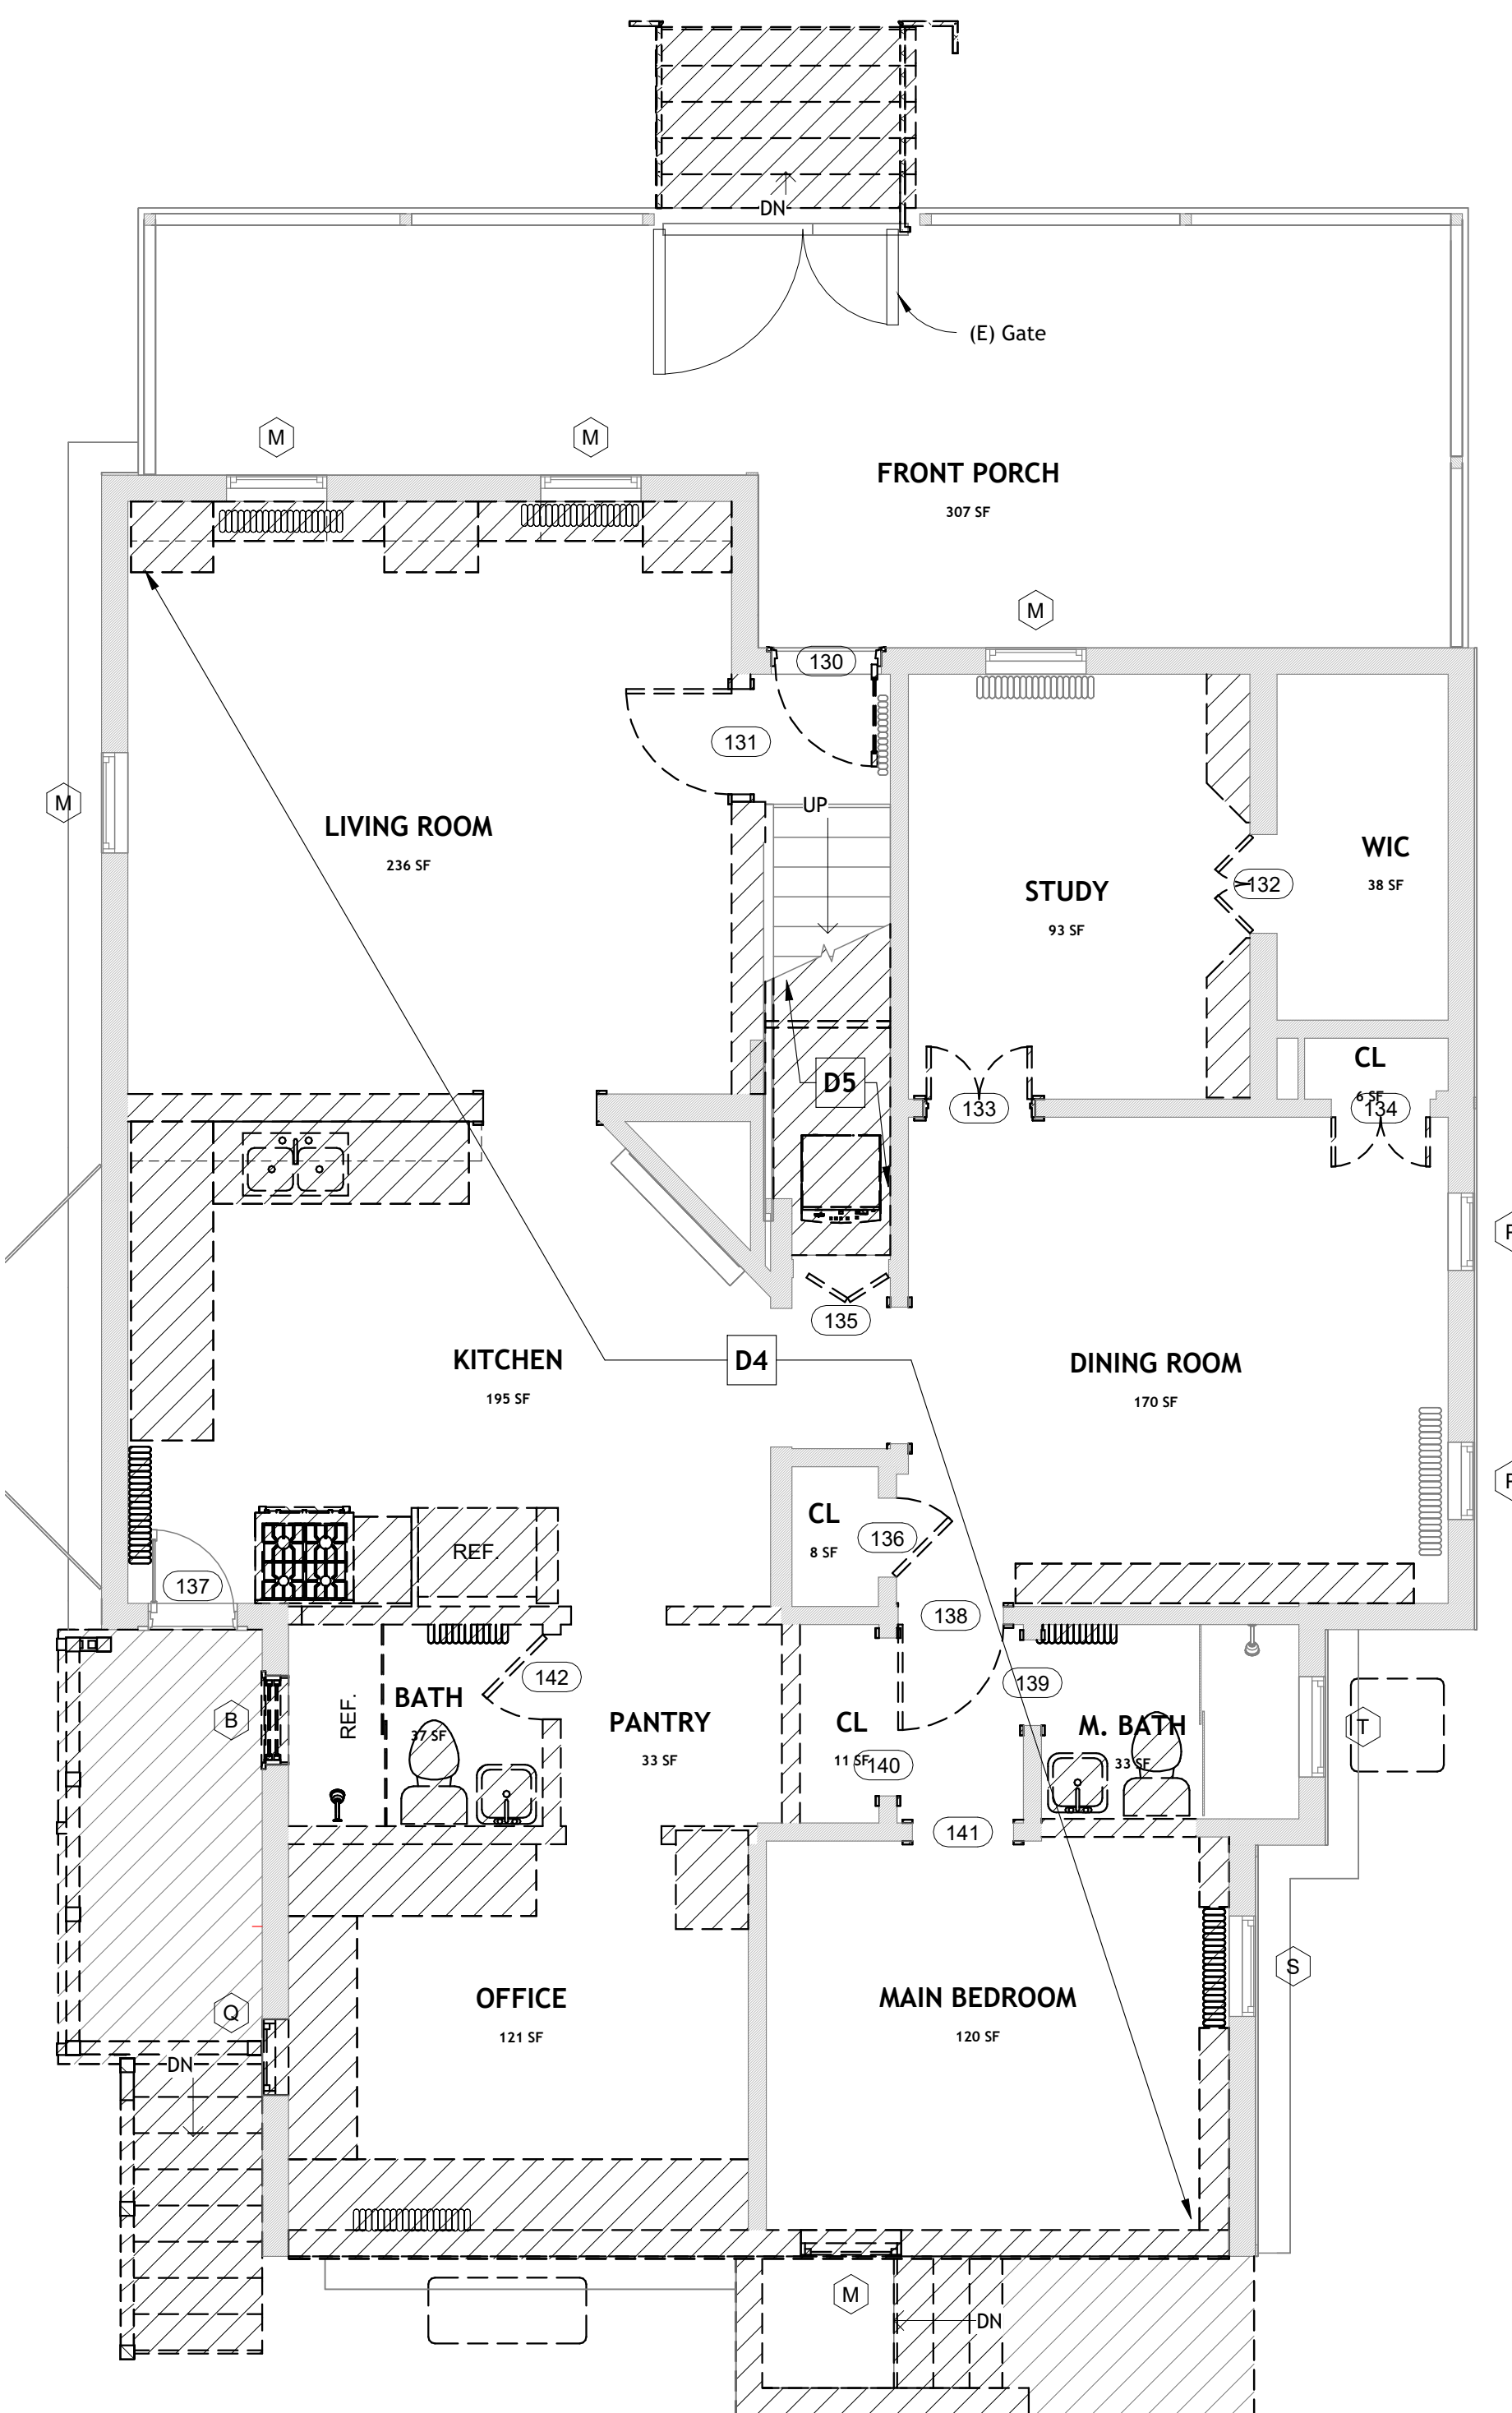 DN
(E) Gate
M
M
FRONT PORCH
307 SF
M
130
131
M
UP
LIVING ROOM
236 SF
WIC
38 SF
132
STUDY
93 SF
CL
6 SF
D5
133
134
135
KITCHEN
195 SF
D4
DINING ROOM
170 SF
CL
8 SF
136
REF.
137
138
142
139
REF.
BATH
37 SF
B
PANTRY
33 SF
CL
11 SF
140
M. BATH
33 SF
T
141
S
OFFICE
121 SF
MAIN BEDROOM
120 SF
Q
DN
M
DN